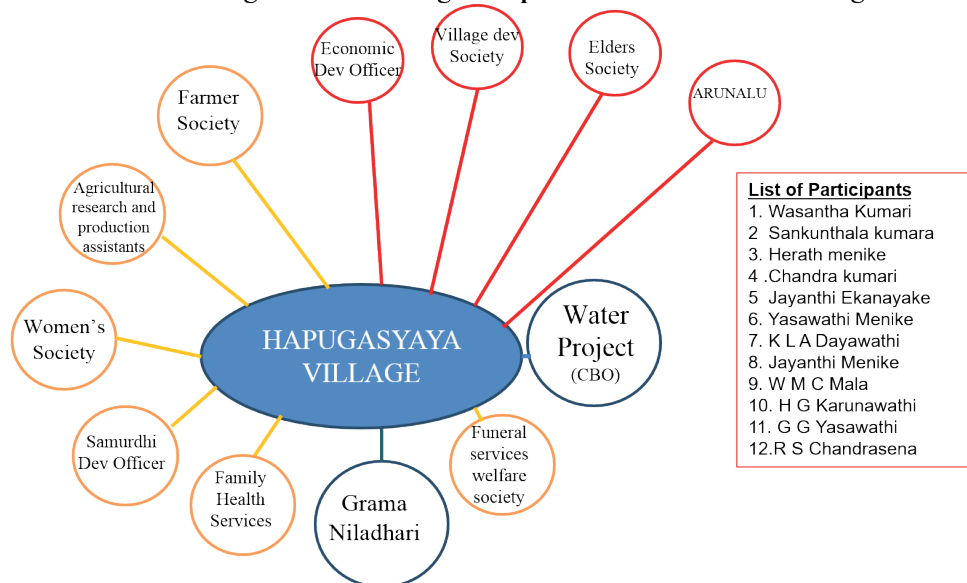 Economic
Dev Officer
Village dev
Society
Elders
Society
ARUNALU
Farmer
Society
Agricultural
research and
production
assistants
Women's
Society
Samurdhi
Dev Officer
Family
Health
Services
Grama
Niladhari
Funeral
services
welfare
society
Water
Project
(CBO)
HAPUGASYAYA
VILLAGE
List of Participants
1. Wasantha Kumari
2 Sankunthala kumara
3. Herath menike
4 .Chandra kumari
5 Jayanthi Ekanayake
6. Yasawathi Menike
7. K L A Dayawathi
8. Jayanthi Menike
9. W M C Mala
10. H G Karunawathi
11. G G Yasawathi
12.R S Chandrasena